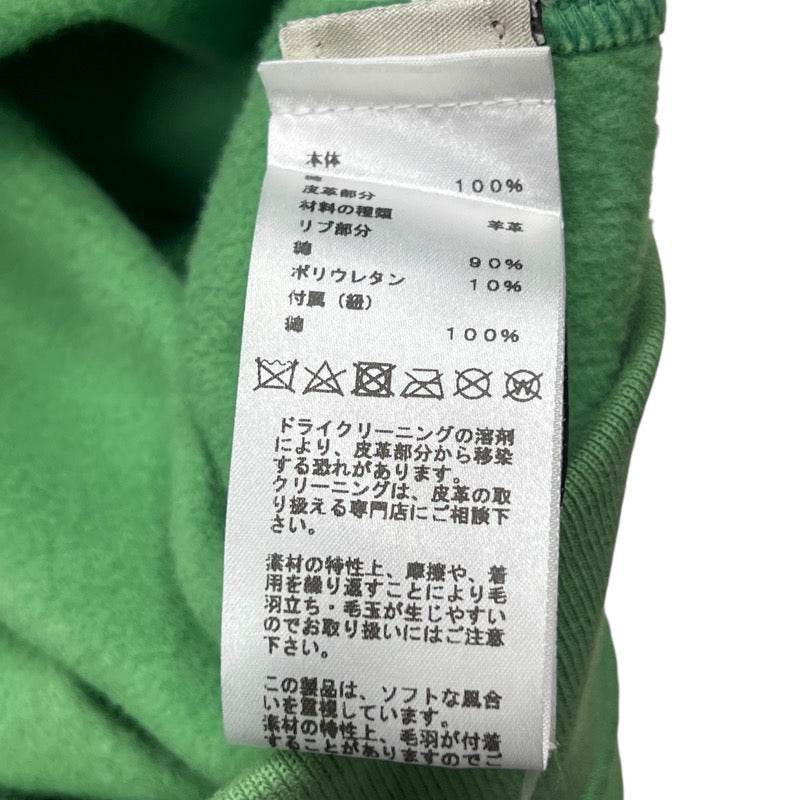 本体
綿 100%
皮革部分
材料の種類 羊革
リブ部分
綿 90%
ポリウレタン 10%
付属（紐）
綿 100%
ドライクリーニングの溶剤
により、皮革部分から移染
する恐れがあります。
クリーニングは、皮革の取
り扱える専門店にご相談下
さい。
素材の特性上、摩擦や、着
用を繰り返すことにより毛
羽立ち・毛玉が生じやすい
のでお取り扱いにはご注意
下さい。
この製品は、ソフトな風合
いを重視しています。
素材の特性上、毛羽が付着
することがありますのでご